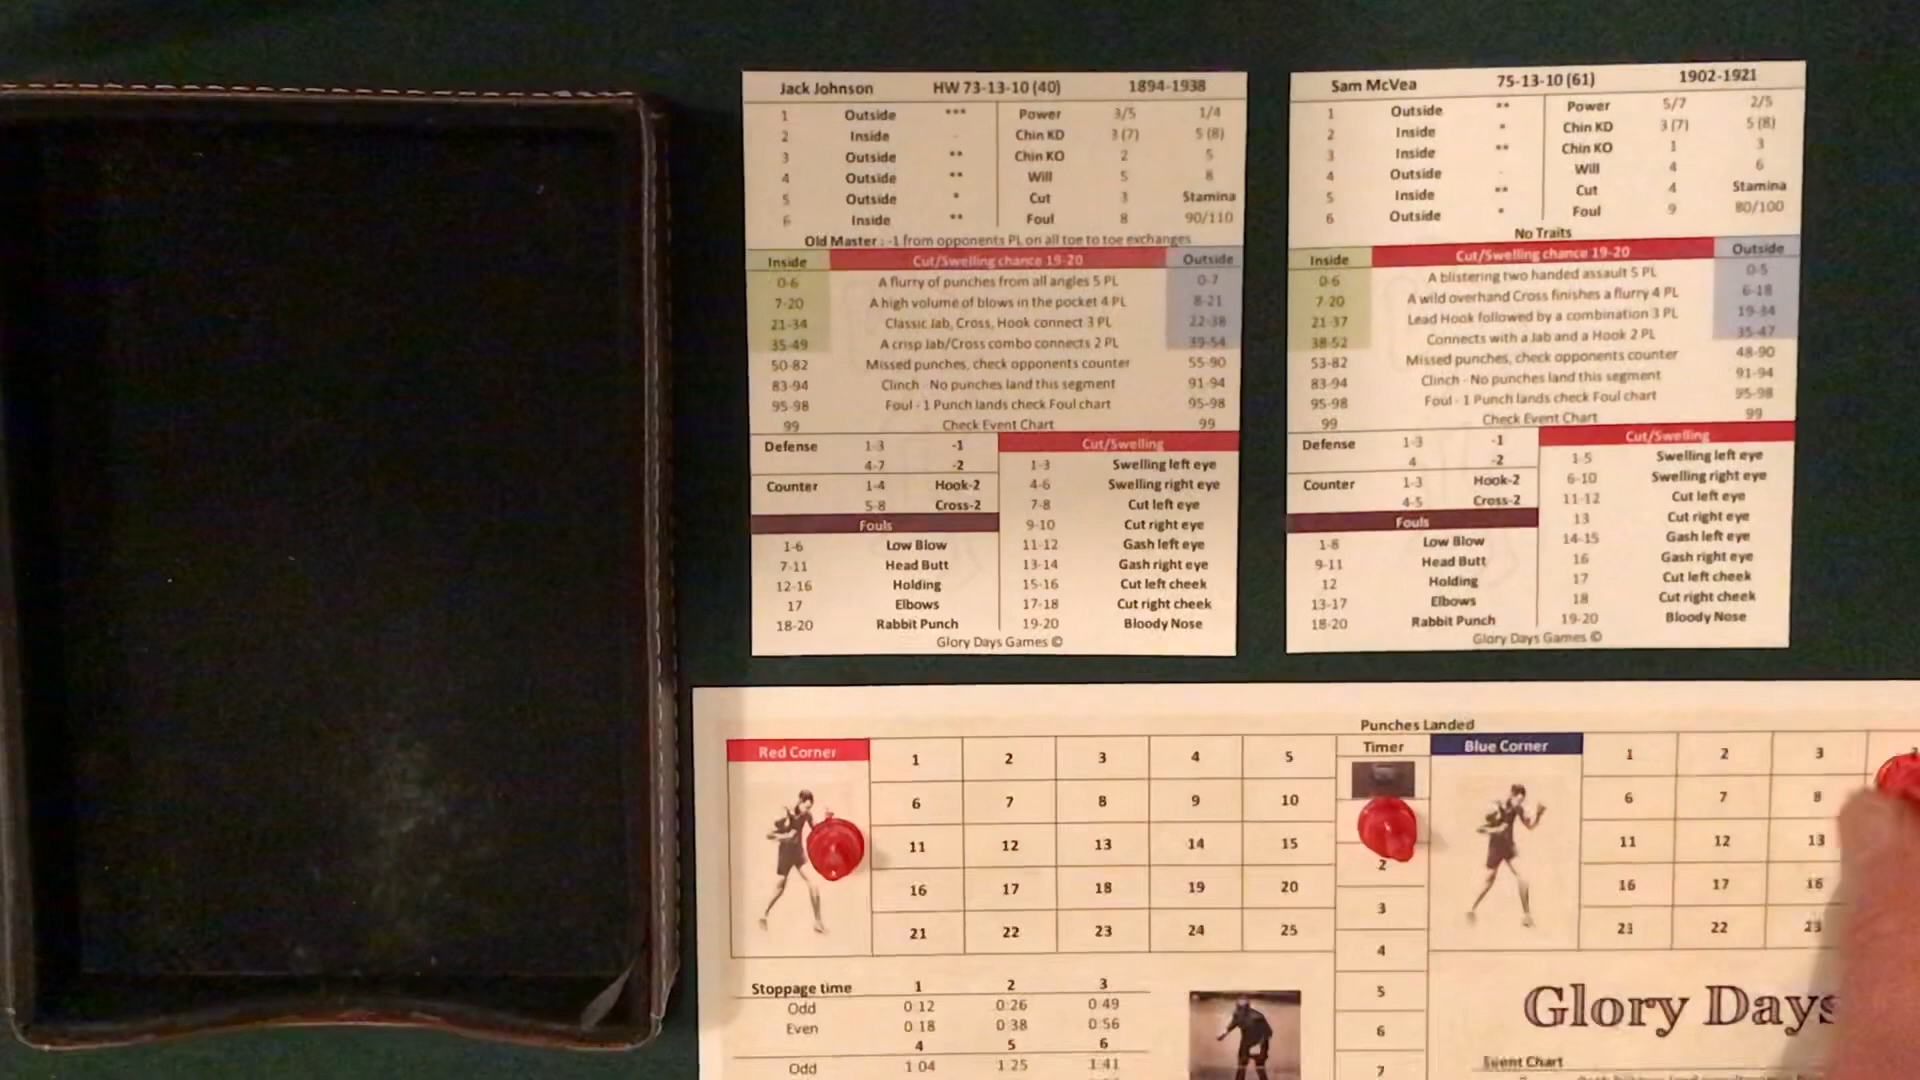 Jack Johnson HW 73-13-10 (40) 1894-1938
1 Outside *** Power 3/5 1/4
2 Inside - Chin KD 3 (7) 5 (8)
3 Outside ** Chin KO 2 5
4 Outside ** Will 5 8
5 Outside * Cut 3 Stamina
6 Inside ** Foul 8 90/110
Old Master : -1 from opponents PL on all toe to toe exchanges
Inside Cut/Swelling chance 19-20 Outside
0-6 A flurry of punches from all angles 5 PL 0-7
7-20 A high volume of blows in the pocket 4 PL 8-21
21-34 Classic Jab, Cross, Hook connect 3 PL 22-38
35-49 A crisp Jab/Cross combo connects 2 PL 39-54
50-82 Missed punches, check opponents counter 55-90
83-94 Clinch - No punches land this segment 91-94
95-98 Foul - 1 Punch lands check Foul chart 95-98
99 Check Event Chart 99
Defense 1-3 -1 Cut/Swelling
4-7 -2 1-3 Swelling left eye
Counter 1-4 Hook-2 4-6 Swelling right eye
5-8 Cross-2 7-8 Cut left eye
Fouls 9-10 Cut right eye
1-6 Low Blow 11-12 Gash left eye
7-11 Head Butt 13-14 Gash right eye
12-16 Holding 15-16 Cut left cheek
17 Elbows 17-18 Cut right cheek
18-20 Rabbit Punch 19-20 Bloody Nose
Glory Days Games ©
Sam McVea 75-13-10 (61) 1902-1921
1 Outside ** Power 5/7 2/5
2 Inside * Chin KD 3 (7) 5 (8)
3 Inside ** Chin KO 1 3
4 Outside - Will 4 6
5 Inside ** Cut 4 Stamina
6 Outside * Foul 9 80/100
No Traits
Inside Cut/Swelling chance 19-20 Outside
0-6 A blistering two handed assault 5 PL 0-5
7-20 A wild overhand Cross finishes a flurry 4 PL 6-18
21-37 Lead Hook followed by a combination 3 PL 19-34
38-52 Connects with a Jab and a Hook 2 PL 35-47
53-82 Missed punches, check opponents counter 48-90
83-94 Clinch - No punches land this segment 91-94
95-98 Foul - 1 Punch lands check Foul chart 95-98
99 Check Event Chart 99
Defense 1-3 -1 Cut/Swelling
4 -2 1-5 Swelling left eye
Counter 1-3 Hook-2 6-10 Swelling right eye
4-5 Cross-2 11-12 Cut left eye
Fouls 13 Cut right eye
1-8 Low Blow 14-15 Gash left eye
9-11 Head Butt 16 Gash right eye
12 Holding 17 Cut left cheek
13-17 Elbows 18 Cut right cheek
18-20 Rabbit Punch 19-20 Bloody Nose
Glory Days Games ©
Punches Landed
Red Corner 1 2 3 4 5 Timer Blue Corner 1 2 3
6 7 8 9 10 6 7 8
11 12 13 14 15 2 11 12 13
16 17 18 19 20 3 16 17 18
21 22 23 24 25 4 21 22 23
Stoppage time 1 2 3 5
Odd 0 12 0 26 0 49 Glory Days
Even 0 18 0 38 0 56 6
4 5 6
Odd 1 04 1 25 1 41 7 Event Chart